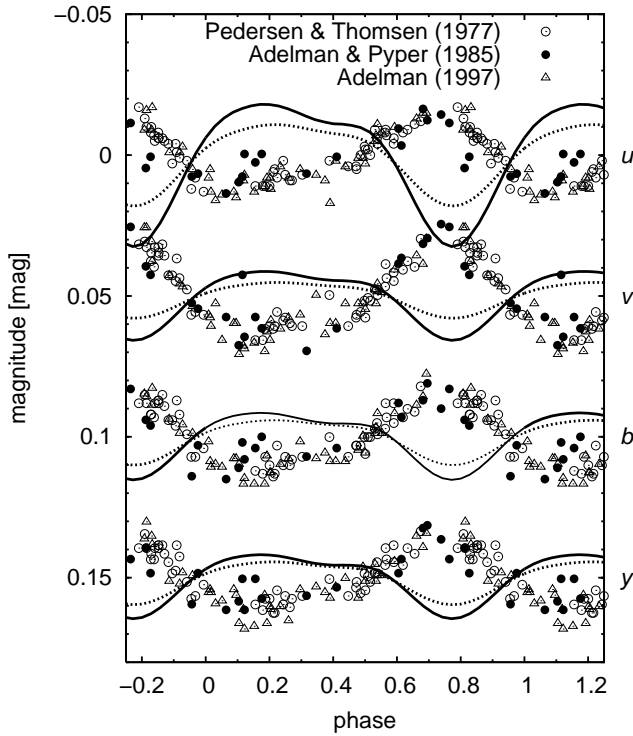 −0.05
Pedersen & Thomsen (1977)
Adelman & Pyper (1985)
Adelman (1997)
0
u
0.05
v
magnitude [mag]
0.1
b
0.15
y
−0.2 0 0.2 0.4 0.6 0.8 1 1.2
phase